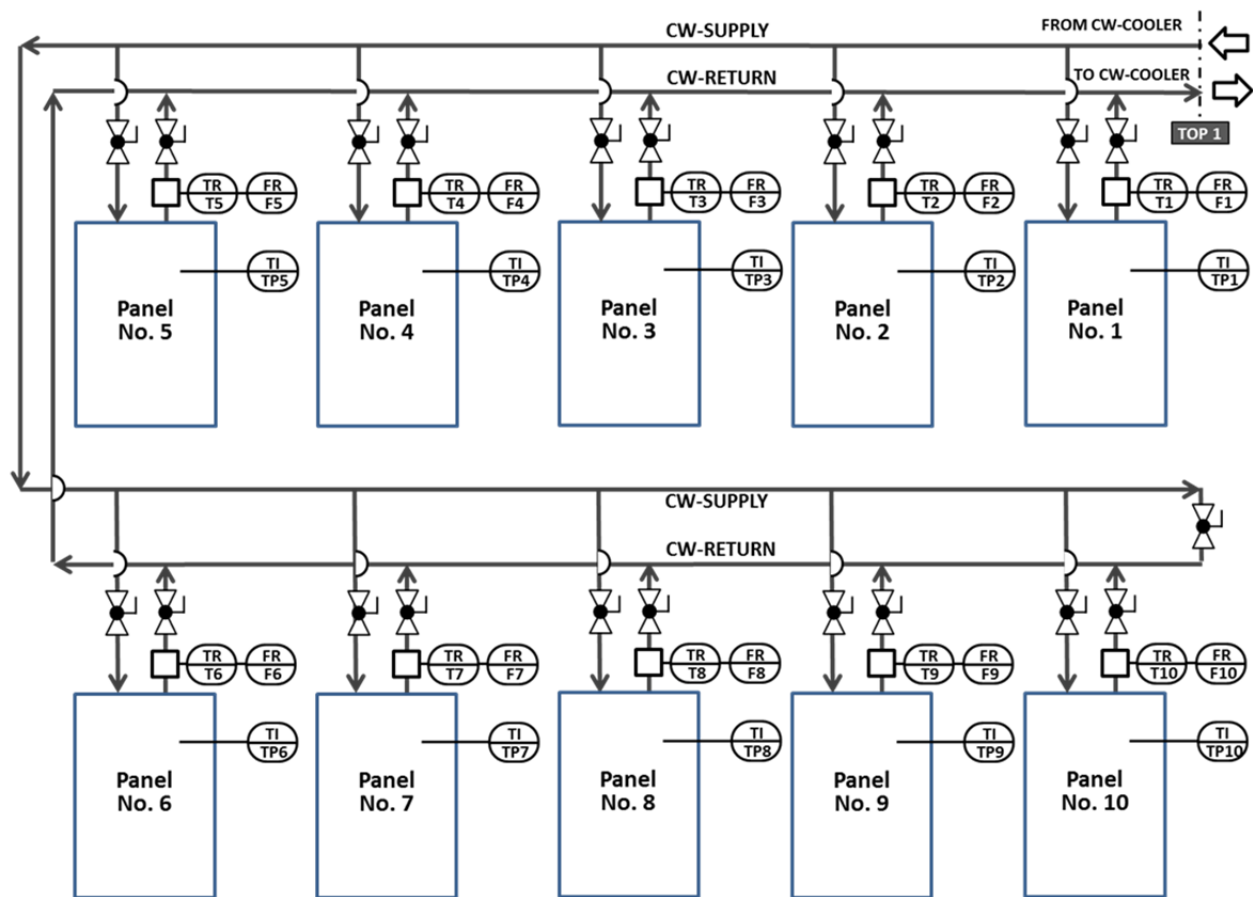 FROM CW-COOLER
CW-SUPPLY
TO CW-COOLER
CW-RETURN
TOP 1
TR
T5
FR
F5
TR
T4
FR
F4
TR
T3
FR
F3
TR
T2
FR
F2
TR
T1
FR
F1
TI
TP5
TI
TP4
TI
TP3
TI
TP2
TI
TP1
Panel
No. 5
Panel
No. 4
Panel
No. 3
Panel
No. 2
Panel
No. 1
CW-SUPPLY
CW-RETURN
TR
T6
FR
F6
TR
T7
FR
F7
TR
T8
FR
F8
TR
T9
FR
F9
TR
T10
FR
F10
TI
TP6
TI
TP7
TI
TP8
TI
TP9
TI
TP10
Panel
No. 6
Panel
No. 7
Panel
No. 8
Panel
No. 9
Panel
No. 10